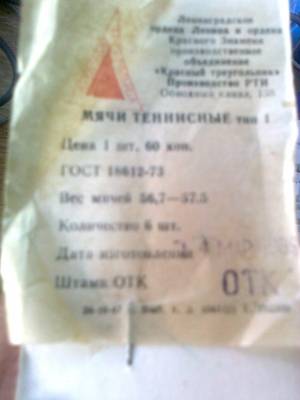 Ленинградское
ордена Ленина и ордена
Красного Знамени
производственное
объединение
«Красный треугольник»
Производство РТИ
Обводный канал, 138
МЯЧИ ТЕННИСНЫЕ тип 1
Цена 1 шт. 60 коп.
ГОСТ 18612-73
Вес мячей 56,7—57.5
Количество 6 шт.
Дата изготовления
Штамп ОТК ОТК